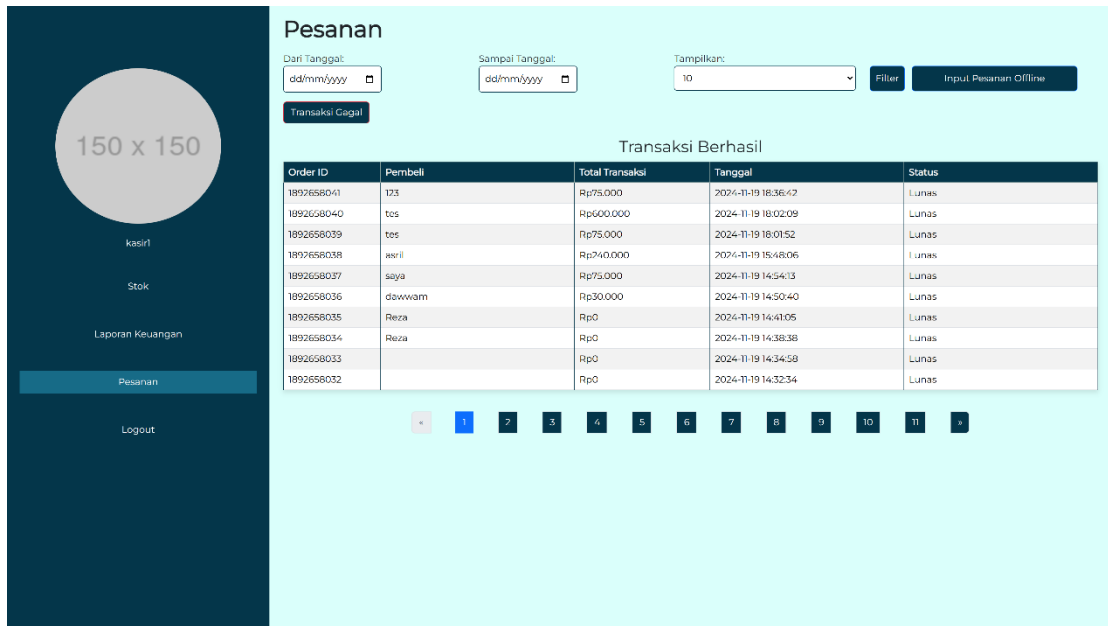 150 x 150
kasir1
Stok
Laporan Keuangan
Pesanan
Logout
Pesanan
Dari Tanggal: Sampai Tanggal: Tampilkan:
dd/mm/yyyy dd/mm/yyyy 10 Filter Input Pesanan Offline
Transaksi Gagal
Transaksi Berhasil
Order ID Pembeli Total Transaksi Tanggal Status
1892658041 123 Rp75.000 2024-11-19 18:36:42 Lunas
1892658040 tes Rp600.000 2024-11-19 18:02:09 Lunas
1892658039 tes Rp75.000 2024-11-19 18:01:52 Lunas
1892658038 asril Rp240.000 2024-11-19 15:48:06 Lunas
1892658037 saya Rp75.000 2024-11-19 14:54:13 Lunas
1892658036 dawwam Rp30.000 2024-11-19 14:50:40 Lunas
1892658035 Reza Rp0 2024-11-19 14:41:05 Lunas
1892658034 Reza Rp0 2024-11-19 14:38:38 Lunas
1892658033 Rp0 2024-11-19 14:34:58 Lunas
1892658032 Rp0 2024-11-19 14:32:34 Lunas
« 1 2 3 4 5 6 7 8 9 10 11 »